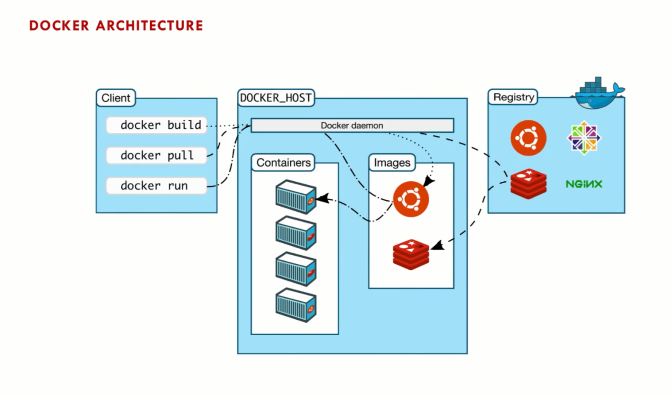 DOCKER ARCHITECTURE
Client
docker build
docker pull
docker run
DOCKER_HOST
Docker daemon
Containers
Images
Registry
NGINX